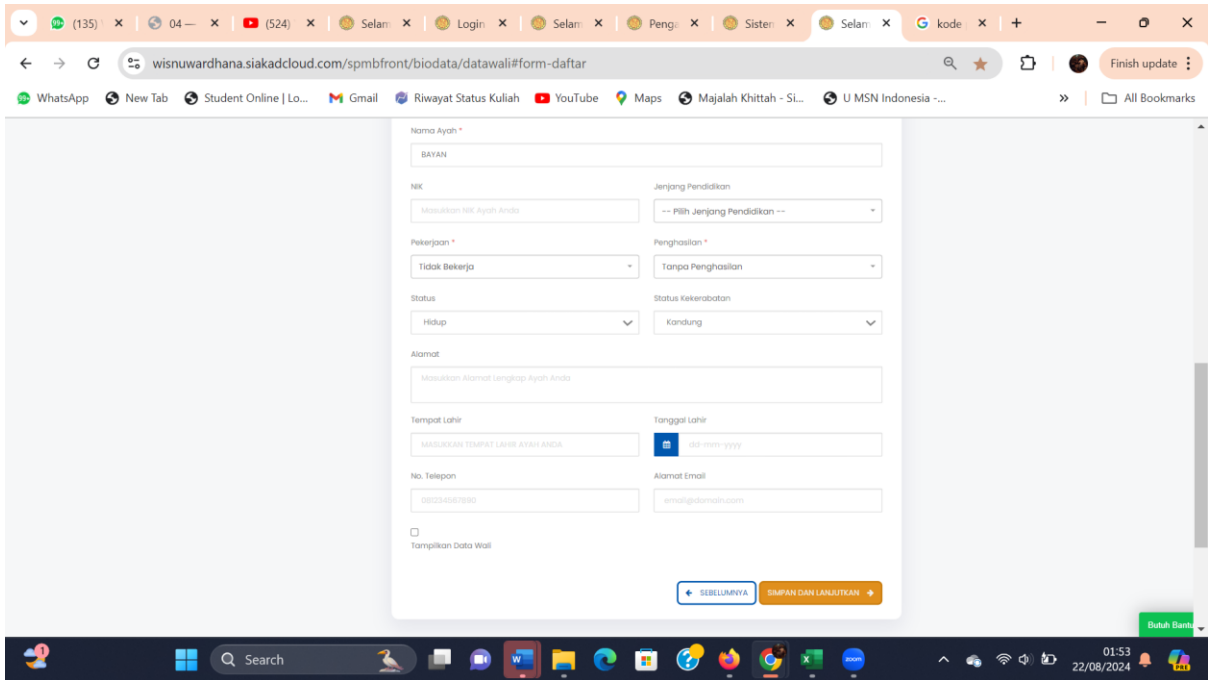 (135) 04 — (524) Selam Login Selam Penga Sistem Selam kode
wisnuwardhana.siakadcloud.com/spmbfront/biodata/datawali#form-daftar Finish update
99+ WhatsApp New Tab Student Online | Lo... Gmail Riwayat Status Kuliah YouTube Maps Majalah Khittah - Si... U MSN Indonesia -... » All Bookmarks
Nama Ayah *
BAYAN
NIK Jenjang Pendidikan
Masukkan NIK Ayah Anda -- Pilih Jenjang Pendidikan --
Pekerjaan * Penghasilan *
Tidak Bekerja Tanpa Penghasilan
Status Status Kekerabatan
Hidup Kandung
Alamat
Masukkan Alamat Lengkap Ayah Anda
Tempat Lahir Tanggal Lahir
MASUKKAN TEMPAT LAHIR AYAH ANDA dd-mm-yyyy
No. Telepon Alamat Email
081234567890 email@domain.com
Tampilkan Data Wali
SEBELUMNYA SIMPAN DAN LANJUTKAN
Butuh Bantu
1 Search zoom 01:53
22/08/2024 PRE